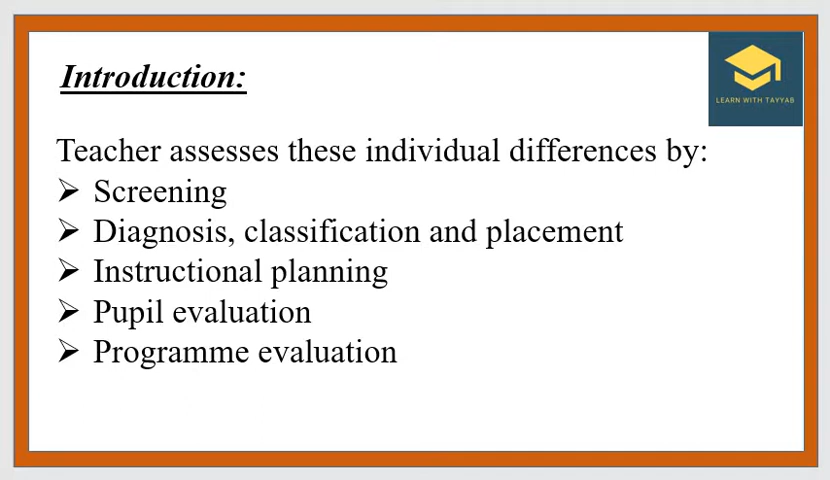 Introduction:
LEARN WITH TAYYAB
Teacher assesses these individual differences by:
➢ Screening
➢ Diagnosis, classification and placement
➢ Instructional planning
➢ Pupil evaluation
➢ Programme evaluation